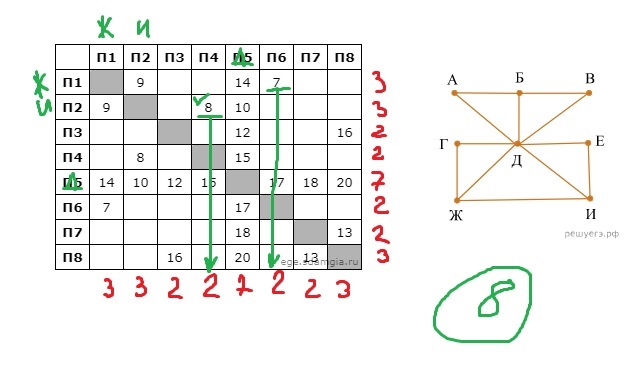 Ж И
П1 П2 П3 П4 П5 П6 П7 П8
Д
Ж П1 9 14 7 3
И П2 9 8 10 3
П3 12 16 2
П4 8 15 2
Д П5 14 10 12 15 17 18 20 7
П6 7 17 2
П7 18 13 2
П8 16 20 13 3
ege.sdamgia.ru
3 3 2 2 7 2 2 3
А Б В
Г Д Е
Ж И
решуегэ.рф
8